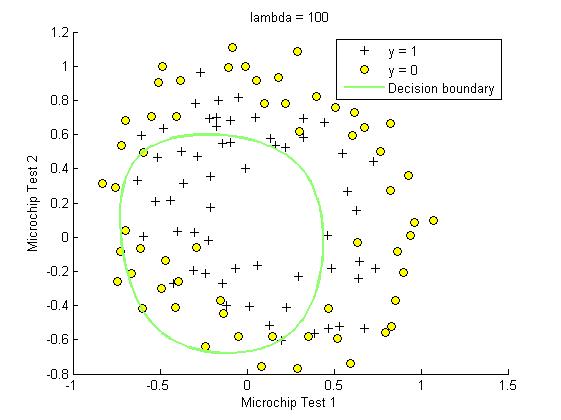 lambda = 100
y = 1
y = 0
Decision boundary
Microchip Test 2
1.2
1
0.8
0.6
0.4
0.2
0
-0.2
-0.4
-0.6
-0.8
-1
-0.5
0
0.5
1
1.5
Microchip Test 1